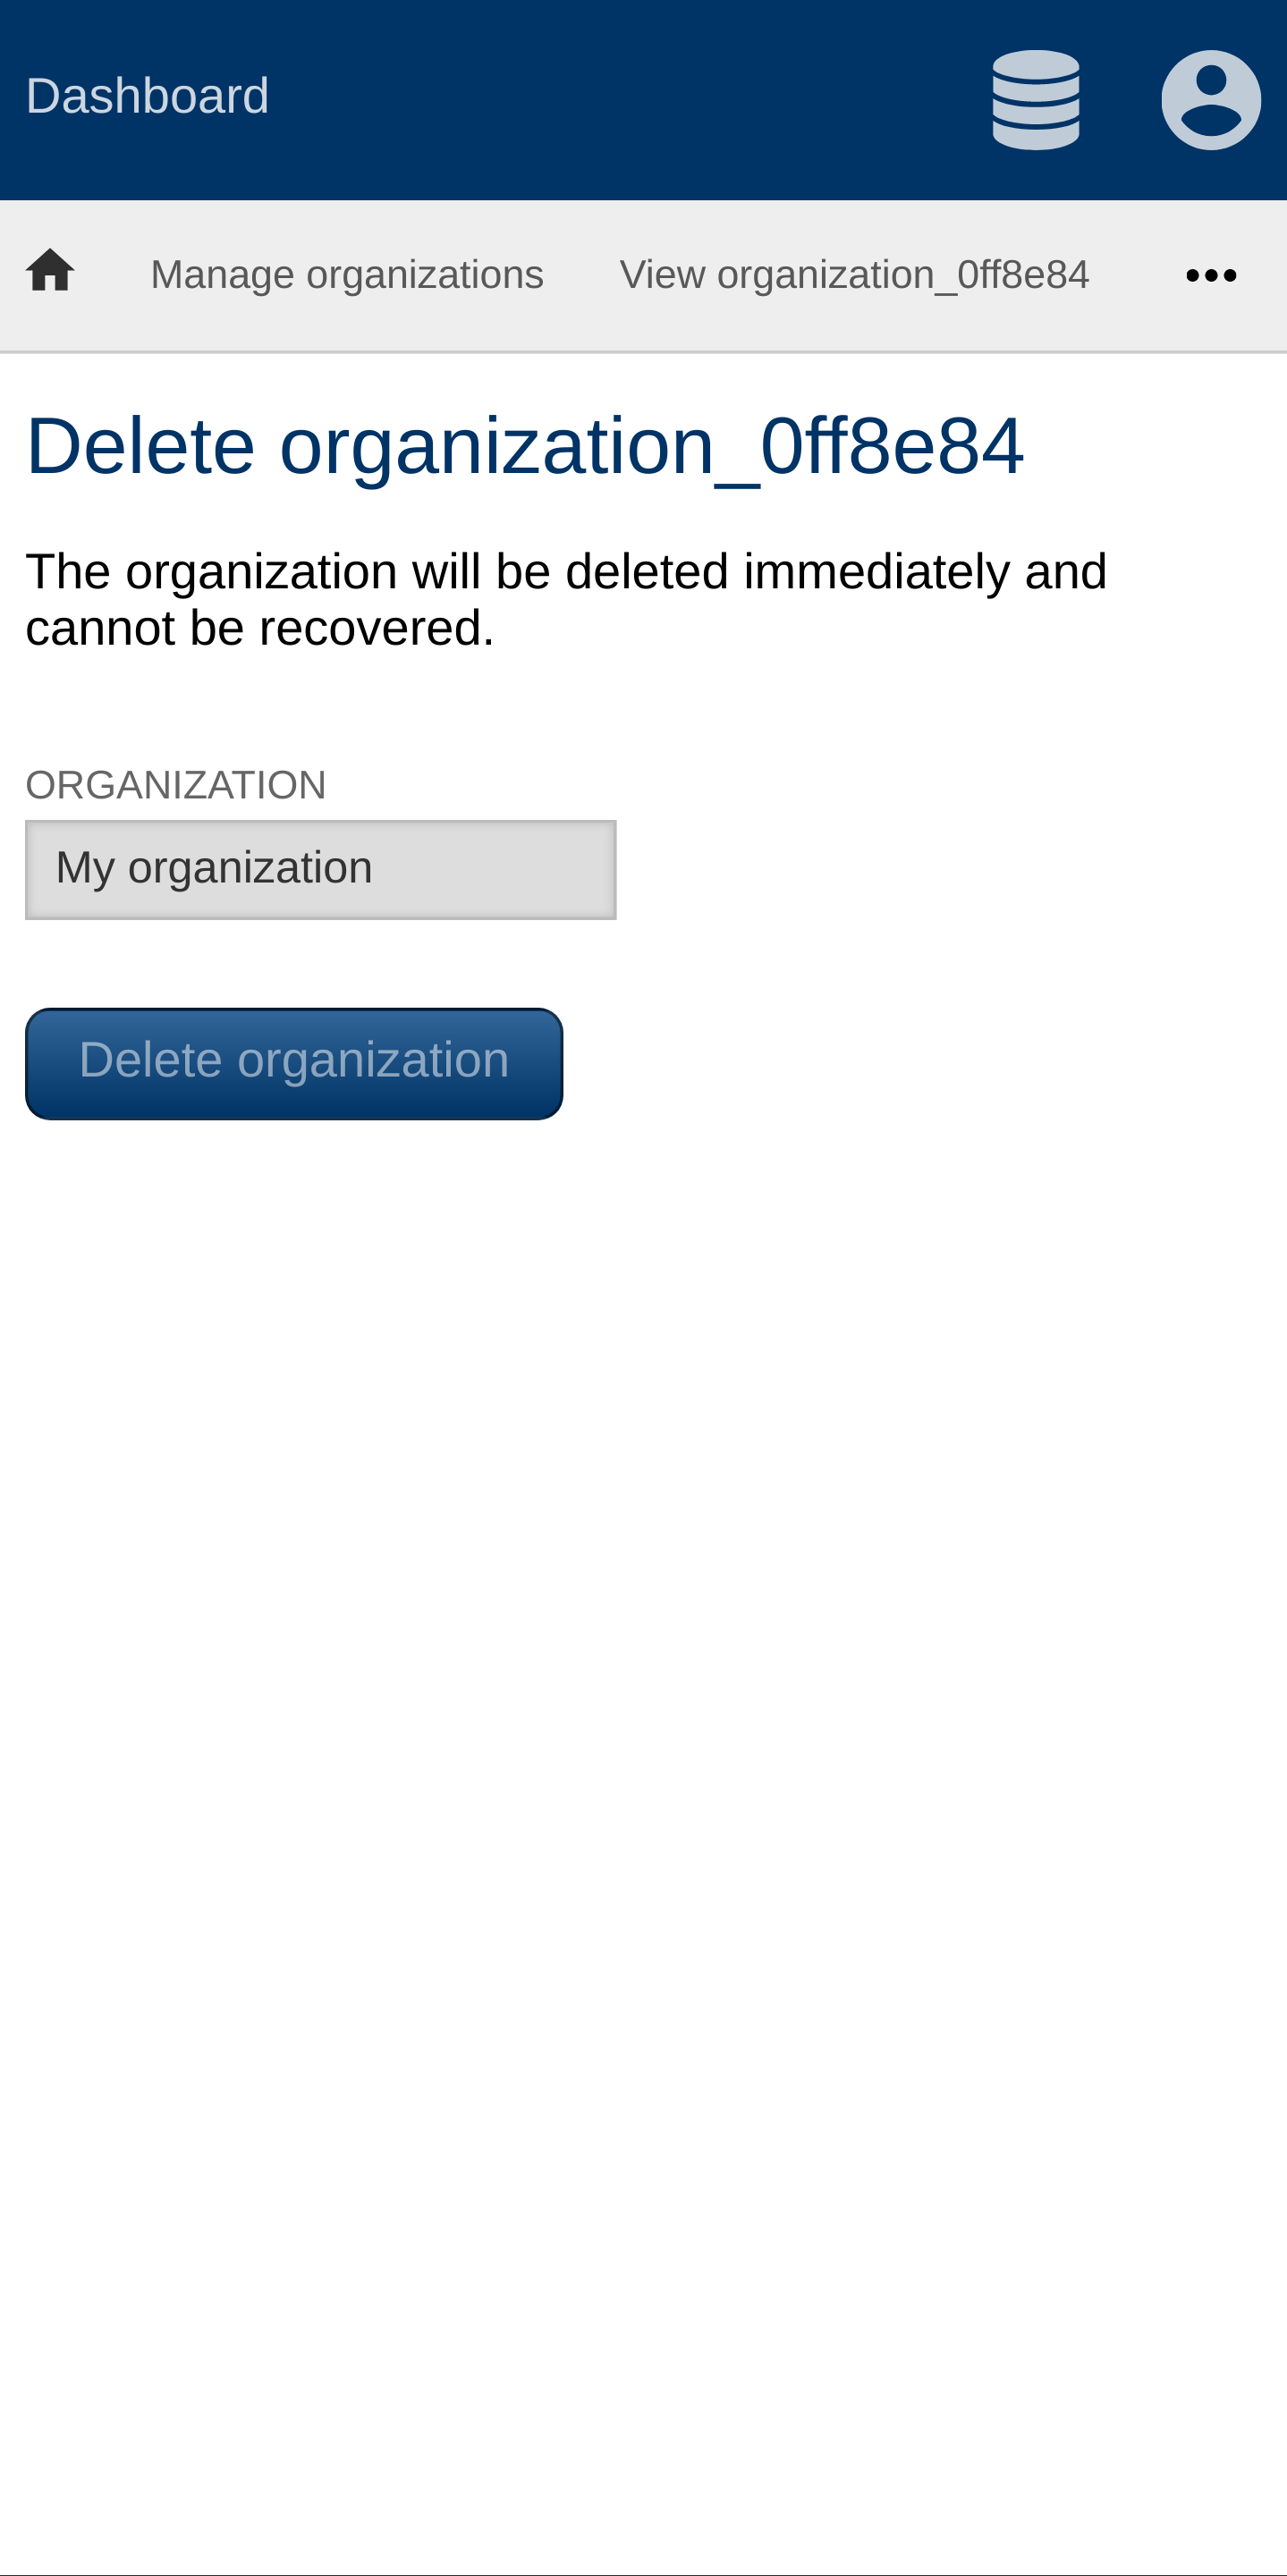 Dashboard
Manage organizations
View organization_0ff8e84
Delete organization_0ff8e84
The organization will be deleted immediately and
cannot be recovered.
ORGANIZATION
My organization
Delete organization